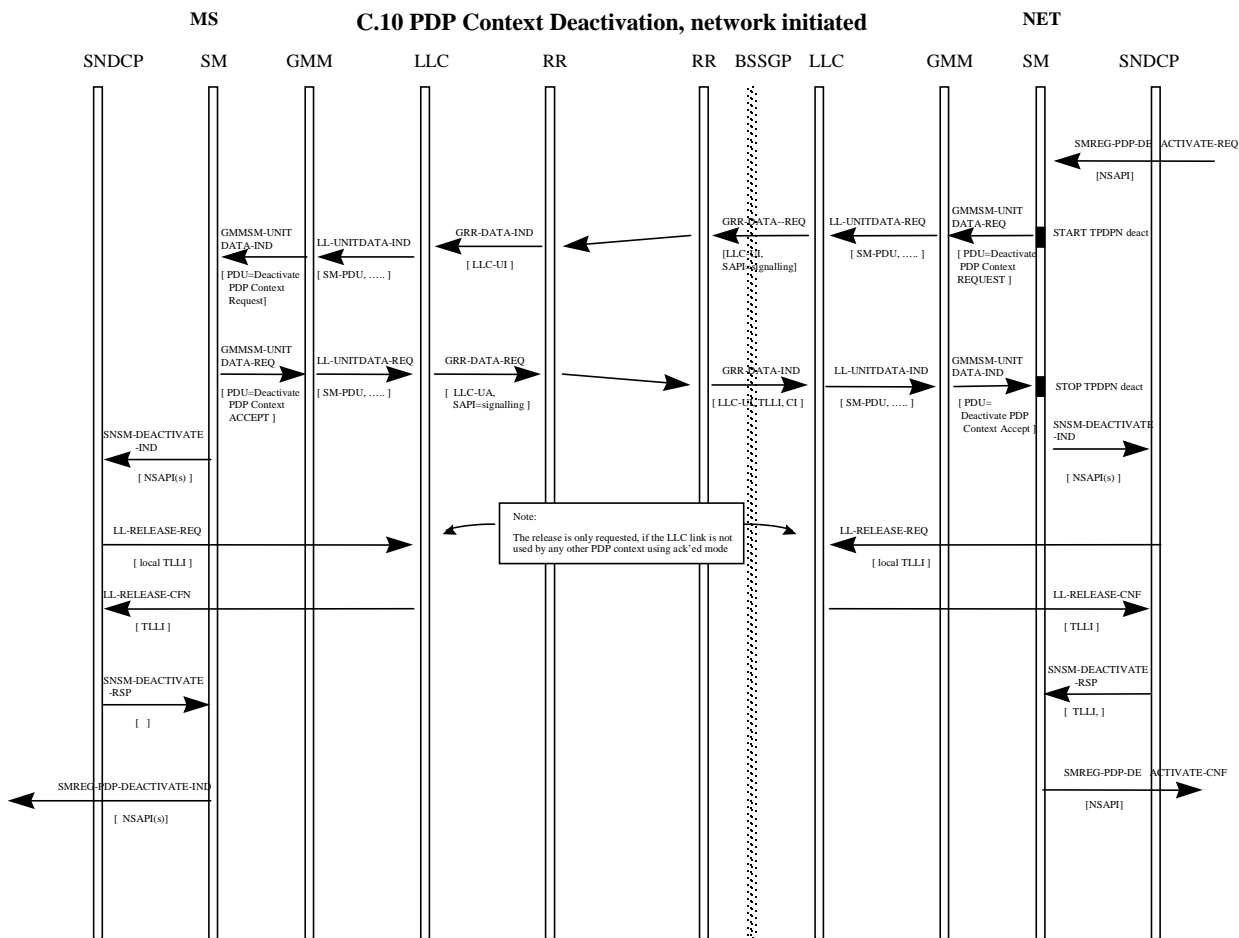 MS
C.10 PDP Context Deactivation, network initiated
NET
SNDCP SM GMM LLC RR RR BSSGP LLC GMM SM SNDCP
SMREG-PDP-DE ACTIVATE-REQ
[NSAPI]
GMMSM-UNIT
DATA-IND
[ PDU=Deactivate
PDP Context
Request]
LL-UNITDATA-IND
[ SM-PDU, ..... ]
GRR-DATA-IND
[ LLC-UI ]
GRR-DATA--REQ
[LLC-UI,
SAPI=signalling]
LL-UNITDATA-REQ
[ SM-PDU, ..... ]
GMMSM-UNIT
DATA-REQ
[ PDU=Deactivate
PDP Context
REQUEST ]
START TPDPN deact
GMMSM-UNIT
DATA-REQ
[ PDU=Deactivate
PDP Context
ACCEPT ]
LL-UNITDATA-REQ
[ SM-PDU, ..... ]
GRR-DATA-REQ
[ LLC-UA,
SAPI=signalling ]
GRR-DATA-IND
[ LLC-UI, TLLI, CI ]
LL-UNITDATA-IND
[ SM-PDU, ..... ]
GMMSM-UNIT
DATA-IND
[ PDU=
Deactivate PDP
Context Accept ]
STOP TPDPN deact
SNSM-DEACTIVATE
-IND
[ NSAPI(s) ]
SNSM-DEACTIVATE
-IND
[ NSAPI(s) ]
Note:
The release is only requested, if the LLC link is not
used by any other PDP context using ack'ed mode
LL-RELEASE-REQ
[ local TLLI ]
LL-RELEASE-REQ
[ local TLLI ]
LL-RELEASE-CFN
[ TLLI ]
LL-RELEASE-CNF
[ TLLI ]
SNSM-DEACTIVATE
-RSP
[ ]
SNSM-DEACTIVATE
-RSP
[ TLLI, ]
SMREG-PDP-DEACTIVATE-IND
[ NSAPI(s)]
SMREG-PDP-DE ACTIVATE-CNF
[NSAPI]